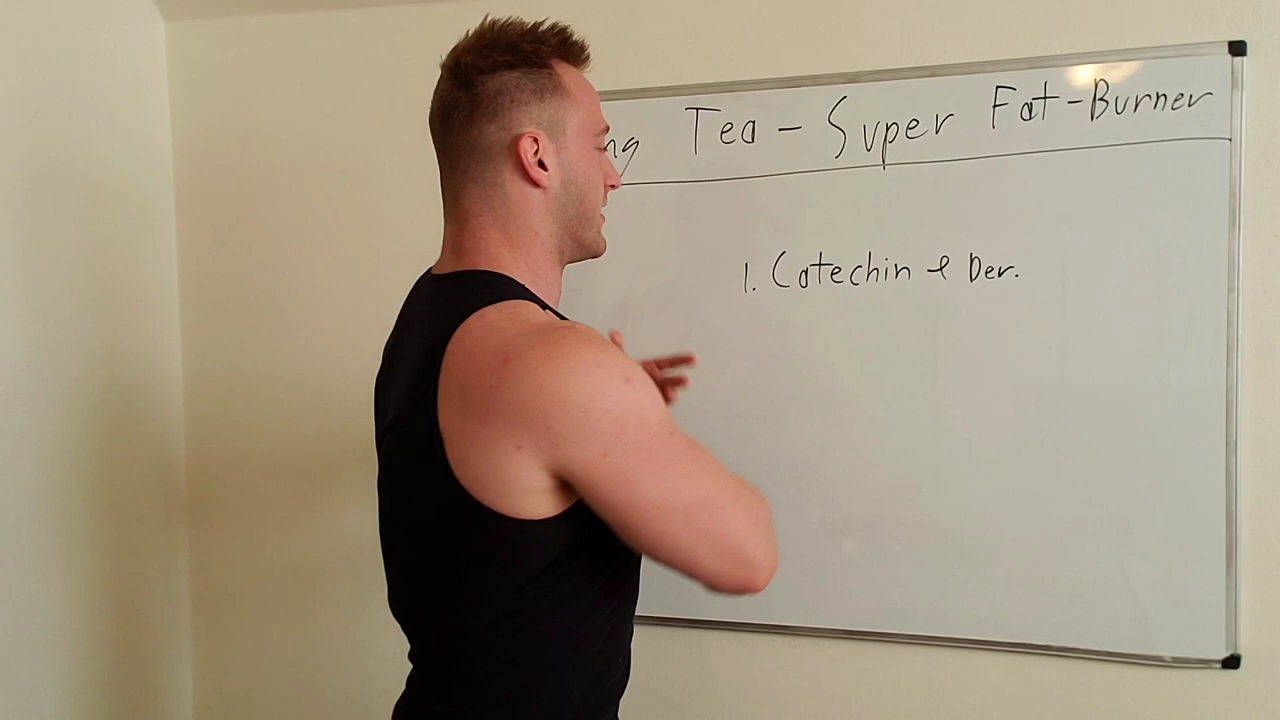 ng Tea - Super Fat-Burner
1. Catechin & Der.